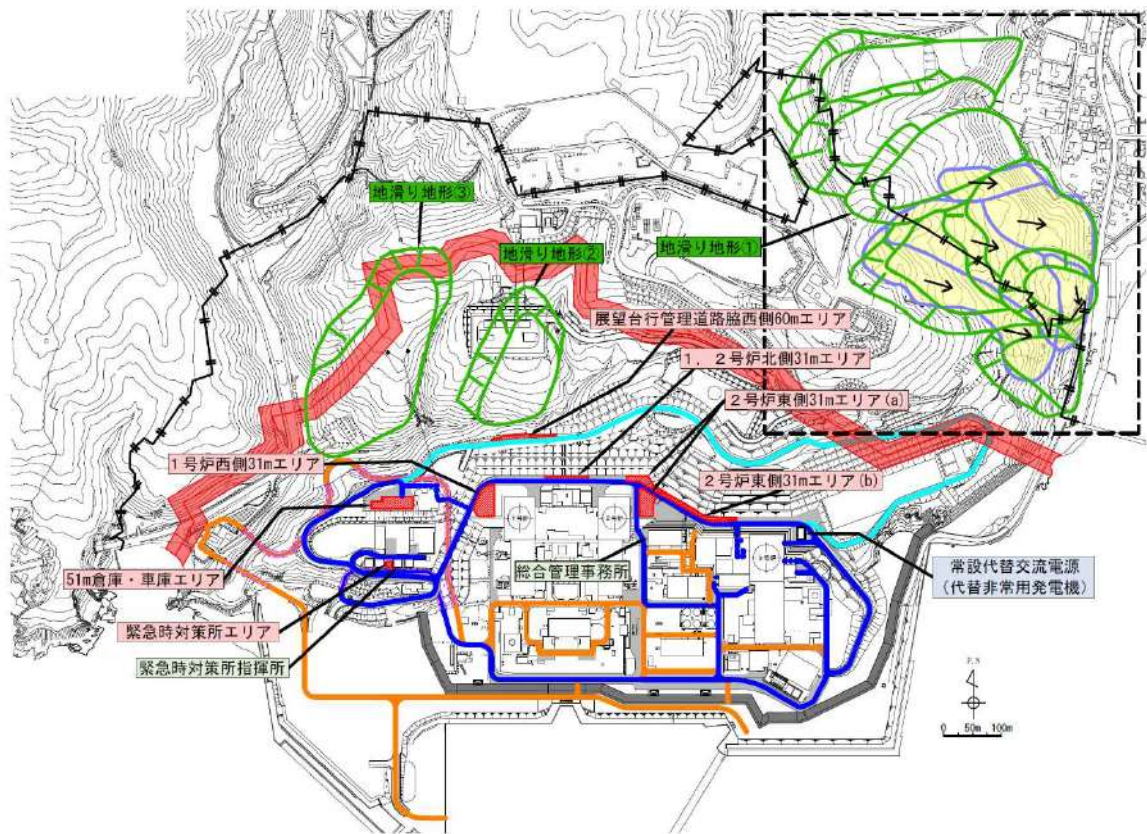 地滑り地形③
地滑り地形②
地滑り地形①
展望台行管理道路脇西側60mエリア
1，2号炉北側31mエリア
2号炉東側31mエリア(a)
1号炉西側31mエリア
2号炉東側31mエリア(b)
51m倉庫・車庫エリア
総合管理事務所
常設代替交流電源
(代替非常用発電機)
緊急時対策所エリア
緊急時対策所指揮所
P.N
0 50m 100m